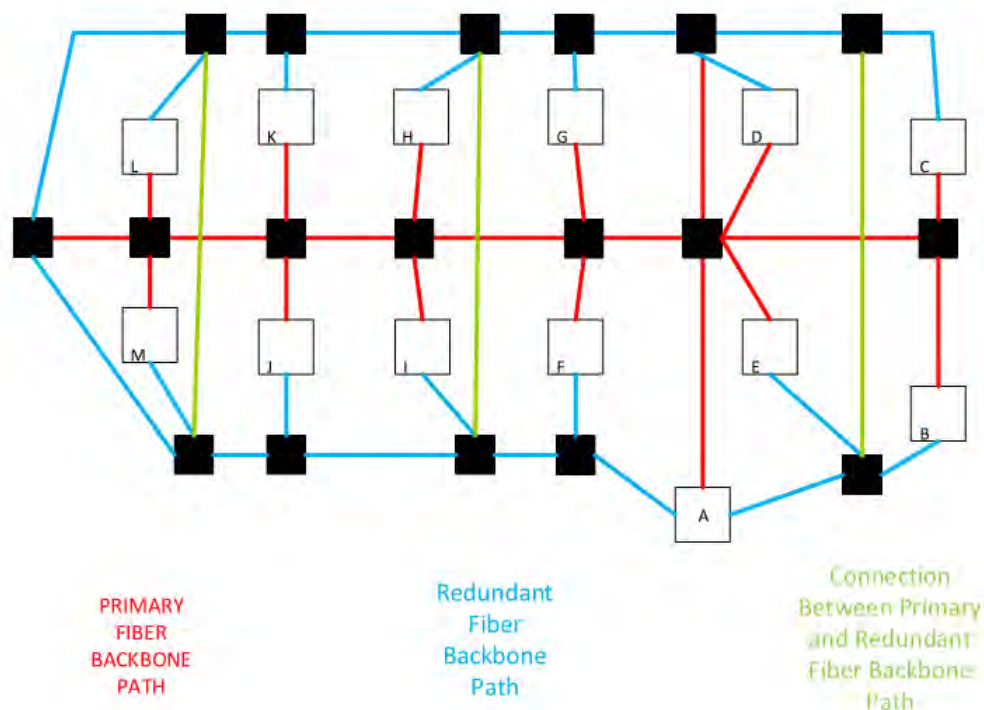 K
H
G
D
L
C
M
J
I
F
E
B
A
PRIMARY
FIBER
BACKBONE
PATH
Redundant
Fiber
Backbone
Path
Connection
Between Primary
and Redundant
Fiber Backbone
Path